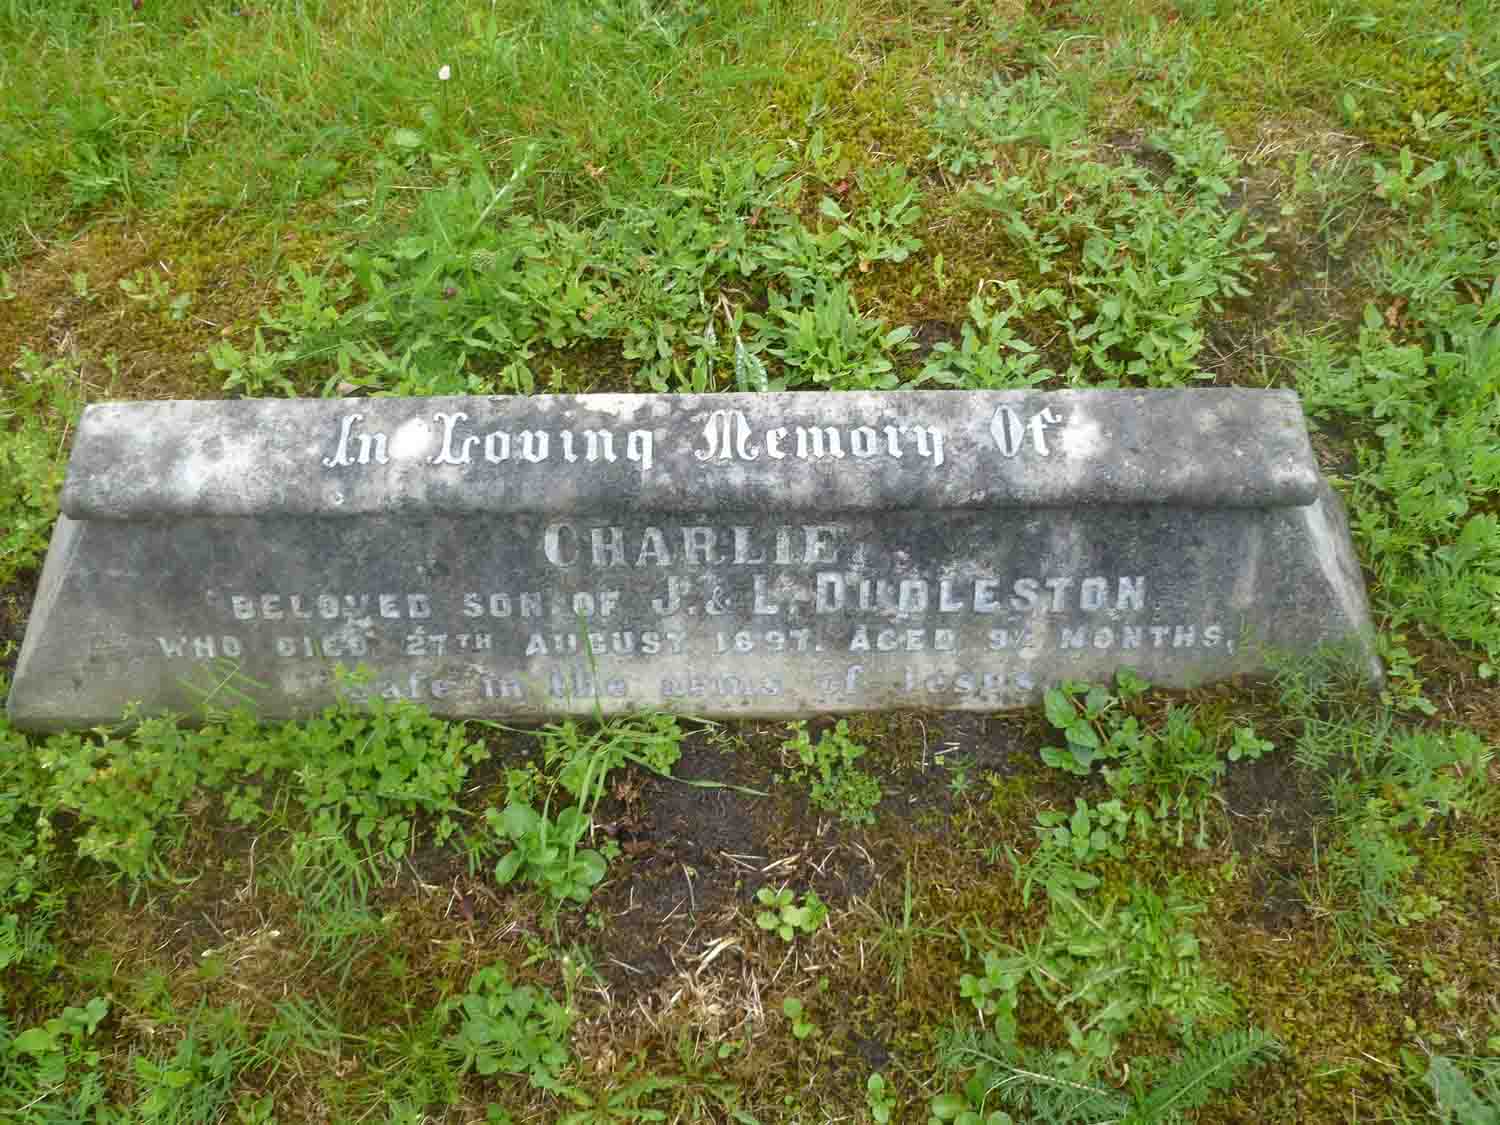 In Loving Memory Of
CHARLIE,
BELOVED SON OF J. & L. DUDLESTON
WHO DIED 27TH AUGUST 1897. AGED 9½ MONTHS,
Safe in the arms of Jesus